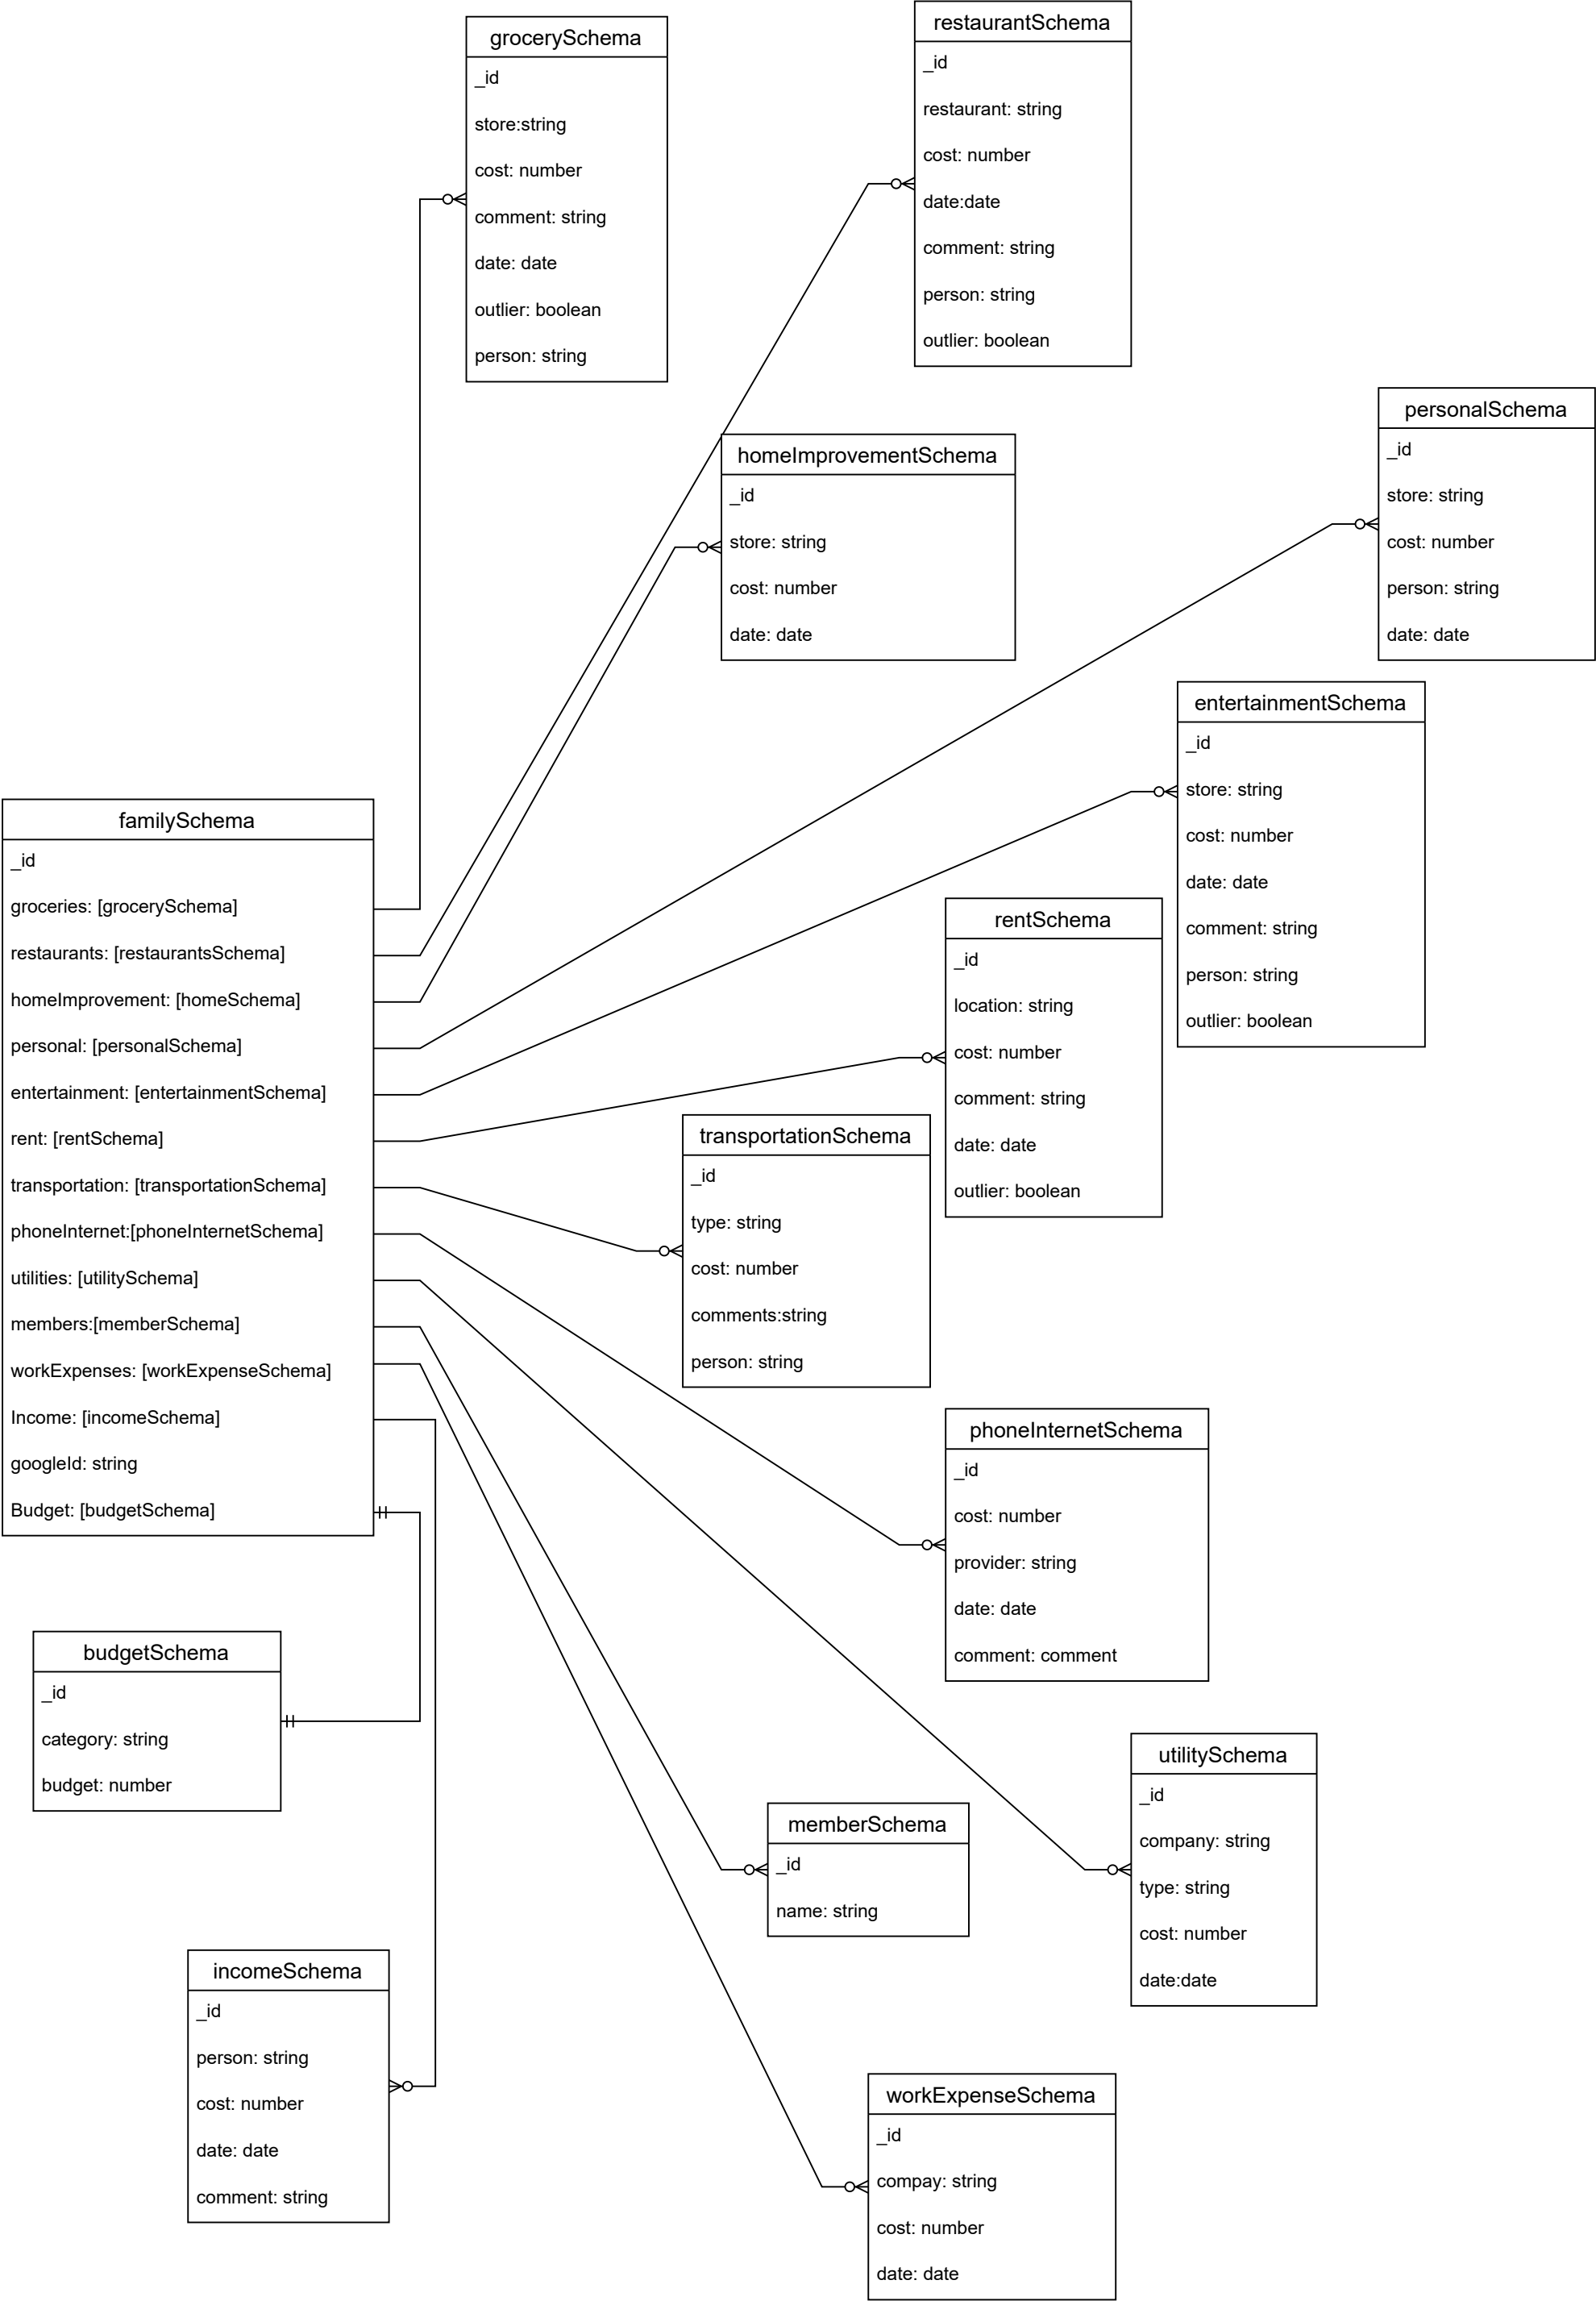 grocerySchema
_id
store:string
cost: number
comment: string
date: date
outlier: boolean
person: string
restaurantSchema
_id
restaurant: string
cost: number
date:date
comment: string
person: string
outlier: boolean
homeImprovementSchema
_id
store: string
cost: number
date: date
personalSchema
_id
store: string
cost: number
person: string
date: date
entertainmentSchema
_id
store: string
cost: number
date: date
comment: string
person: string
outlier: boolean
familySchema
_id
groceries: [grocerySchema]
restaurants: [restaurantsSchema]
homeImprovement: [homeSchema]
personal: [personalSchema]
entertainment: [entertainmentSchema]
rent: [rentSchema]
transportation: [transportationSchema]
phoneInternet:[phoneInternetSchema]
utilities: [utilitySchema]
members:[memberSchema]
workExpenses: [workExpenseSchema]
Income: [incomeSchema]
googleId: string
Budget: [budgetSchema]
rentSchema
_id
location: string
cost: number
comment: string
date: date
outlier: boolean
transportationSchema
_id
type: string
cost: number
comments:string
person: string
phoneInternetSchema
_id
cost: number
provider: string
date: date
comment: comment
budgetSchema
_id
category: string
budget: number
utilitySchema
_id
company: string
type: string
cost: number
date:date
memberSchema
_id
name: string
incomeSchema
_id
person: string
cost: number
date: date
comment: string
workExpenseSchema
_id
compay: string
cost: number
date: date